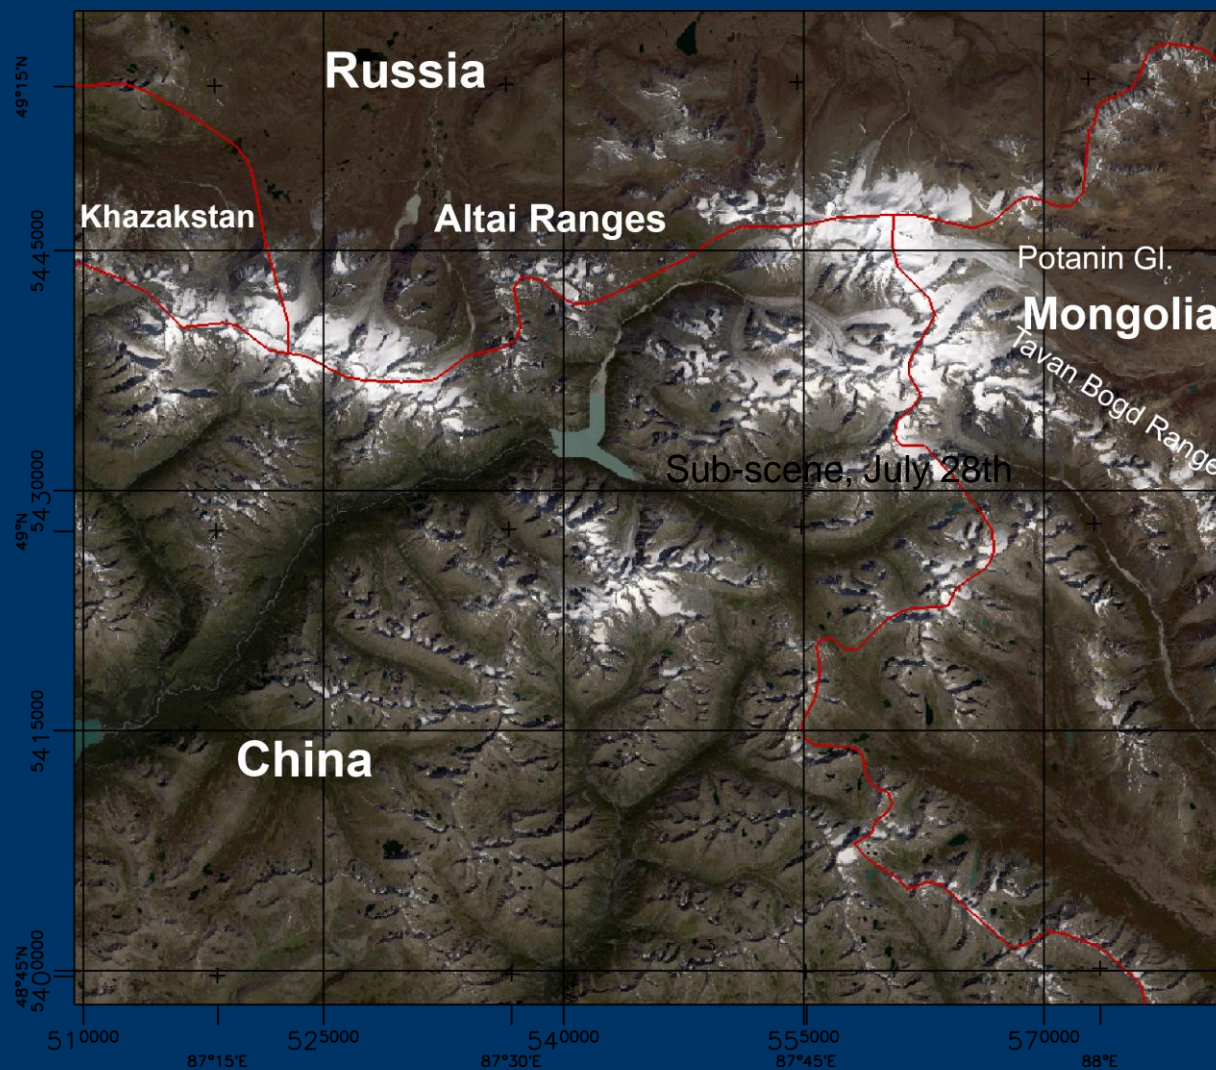 Russia
49°15'N
Khazakstan
Altai Ranges
5445000
Potanin Gl.
Mongolia
Tavan Bogd Range
Sub-scene, July 28th
5430000
49°N
5415000
China
5400000
48°45'N
510000
525000
540000
555000
570000
87°15'E
87°30'E
87°45'E
88°E